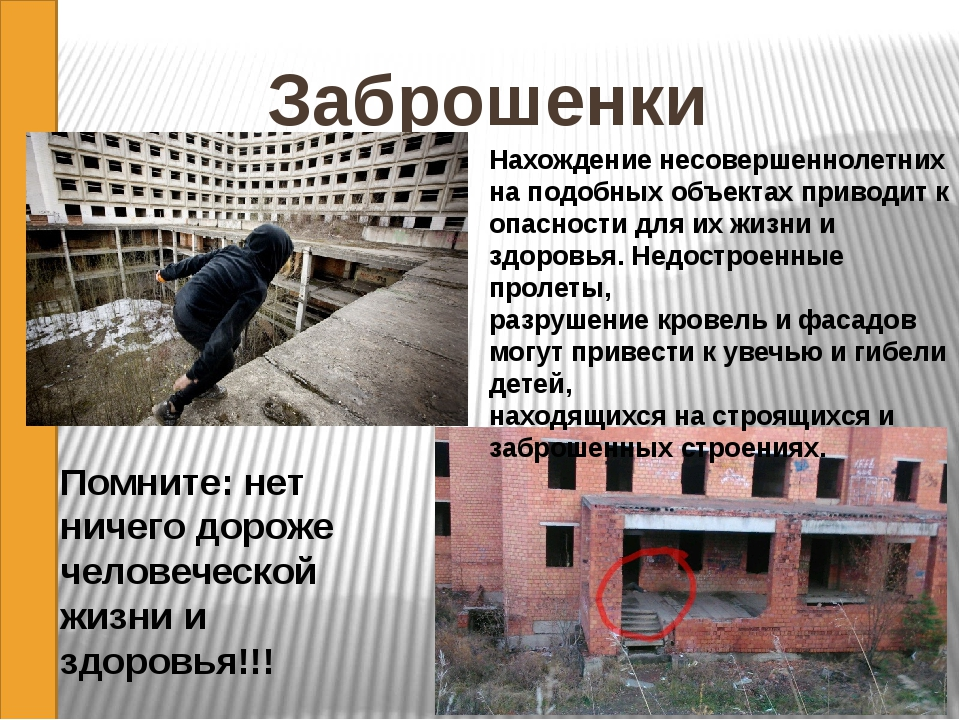 Заброшенки
Нахождение несовершеннолетних
на подобных объектах приводит к
опасности для их жизни и
здоровья. Недостроенные
пролеты,
разрушение кровель и фасадов
могут привести к увечью и гибели
детей,
находящихся на строящихся и
заброшенных строениях.
Помните: нет
ничего дороже
человеческой
жизни и
здоровья!!!